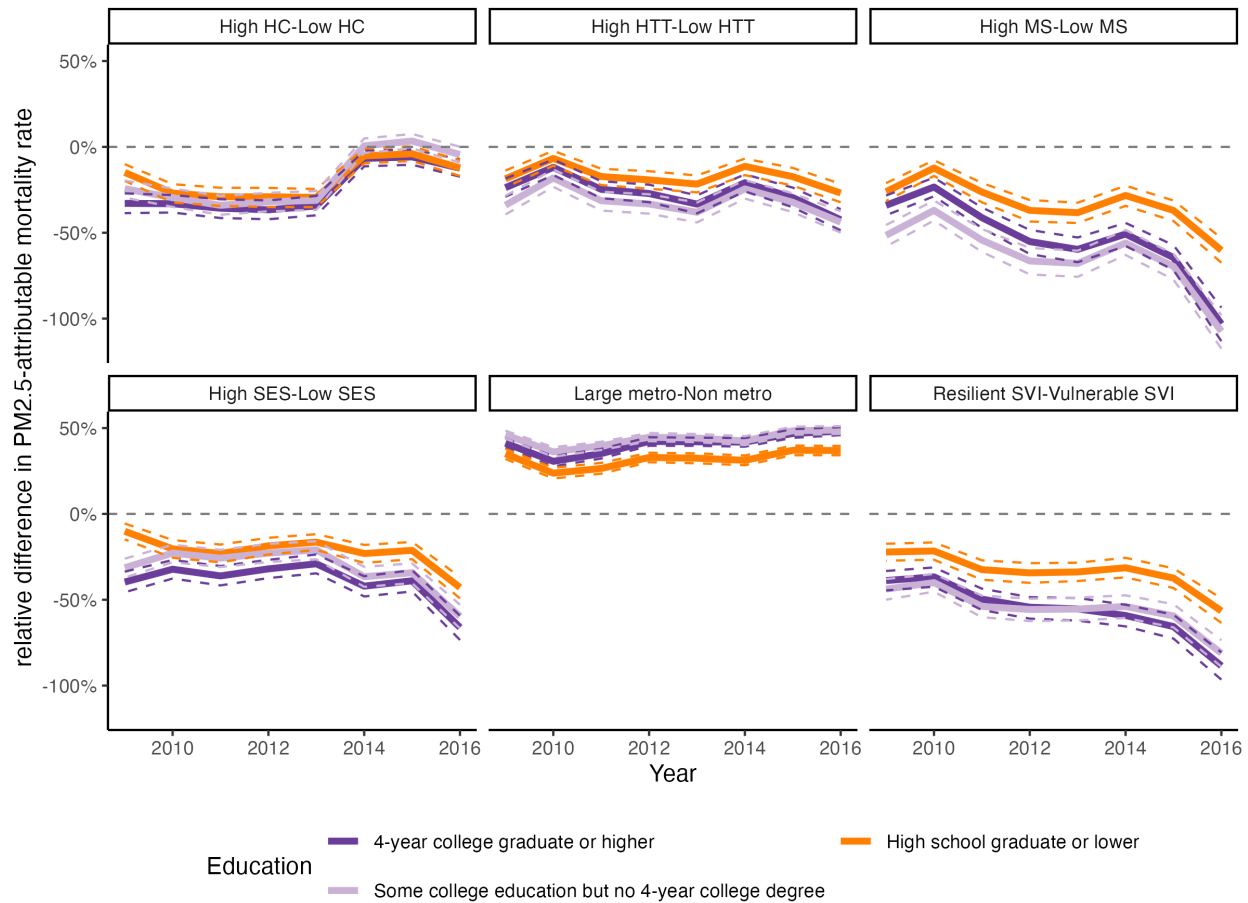 High HC-Low HC
High HTT-Low HTT
High MS-Low MS
50%
0%
-50%
-100%
High SES-Low SES
Large metro-Non metro
Resilient SVI-Vulnerable SVI
50%
0%
-50%
-100%
relative difference in PM2.5-attributable mortality rate
2010 2012 2014 2016
2010 2012 2014 2016
2010 2012 2014 2016
Year
Education
4-year college graduate or higher
High school graduate or lower
Some college education but no 4-year college degree